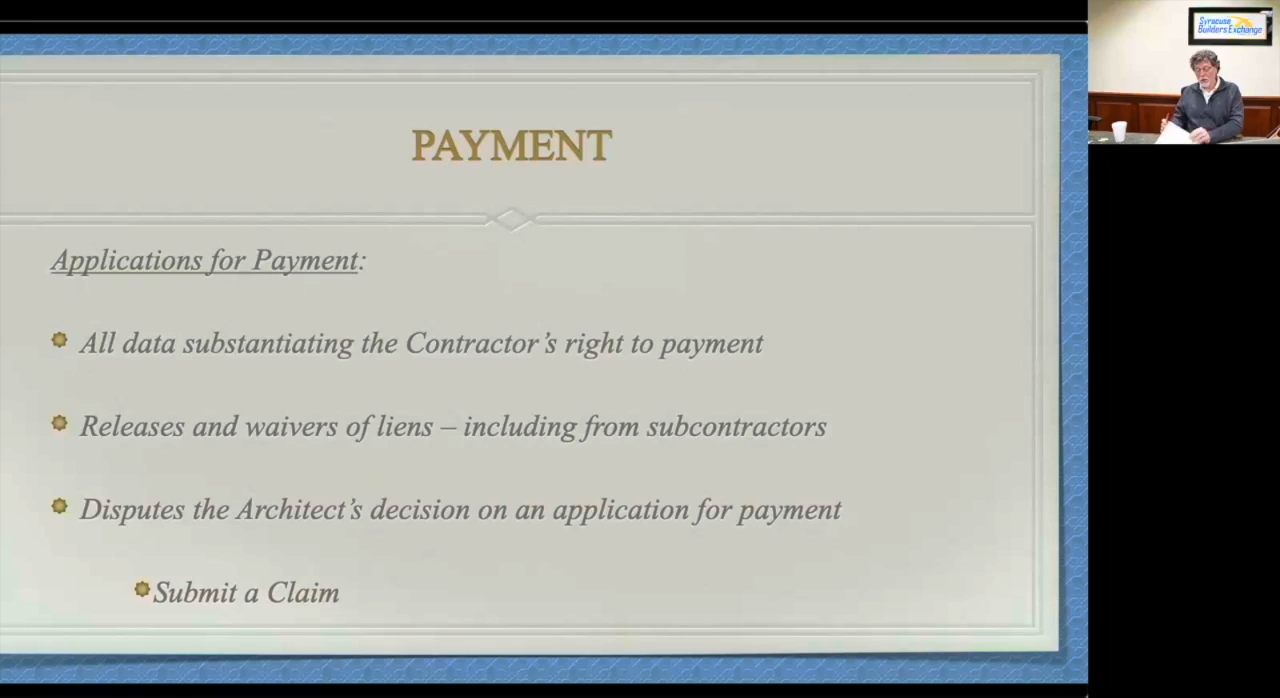 PAYMENT
Applications for Payment:
All data substantiating the Contractor’s right to payment
Releases and waivers of liens – including from subcontractors
Disputes the Architect’s decision on an application for payment
Submit a Claim
Syracuse
Builders Exchange